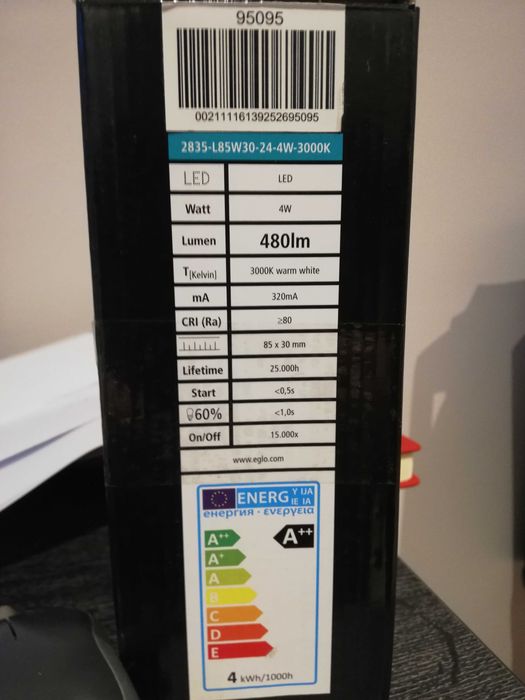 95095
00211116139252695095
2835-L85W30-24-4W-3000K
LED LED
Watt 4W
Lumen 480lm
T[Kelvin] 3000K warm white
mA 320mA
CRI (Ra) ≥80
85 x 30 mm
Lifetime 25.000h
Start <0,5s
60% <1,0s
On/Off 15.000x
www.eglo.com
ENERG Y IJA
IE IA
енергия · ενεργεια
A++ A++
A+
A
B
C
D
E
4 kWh/1000h